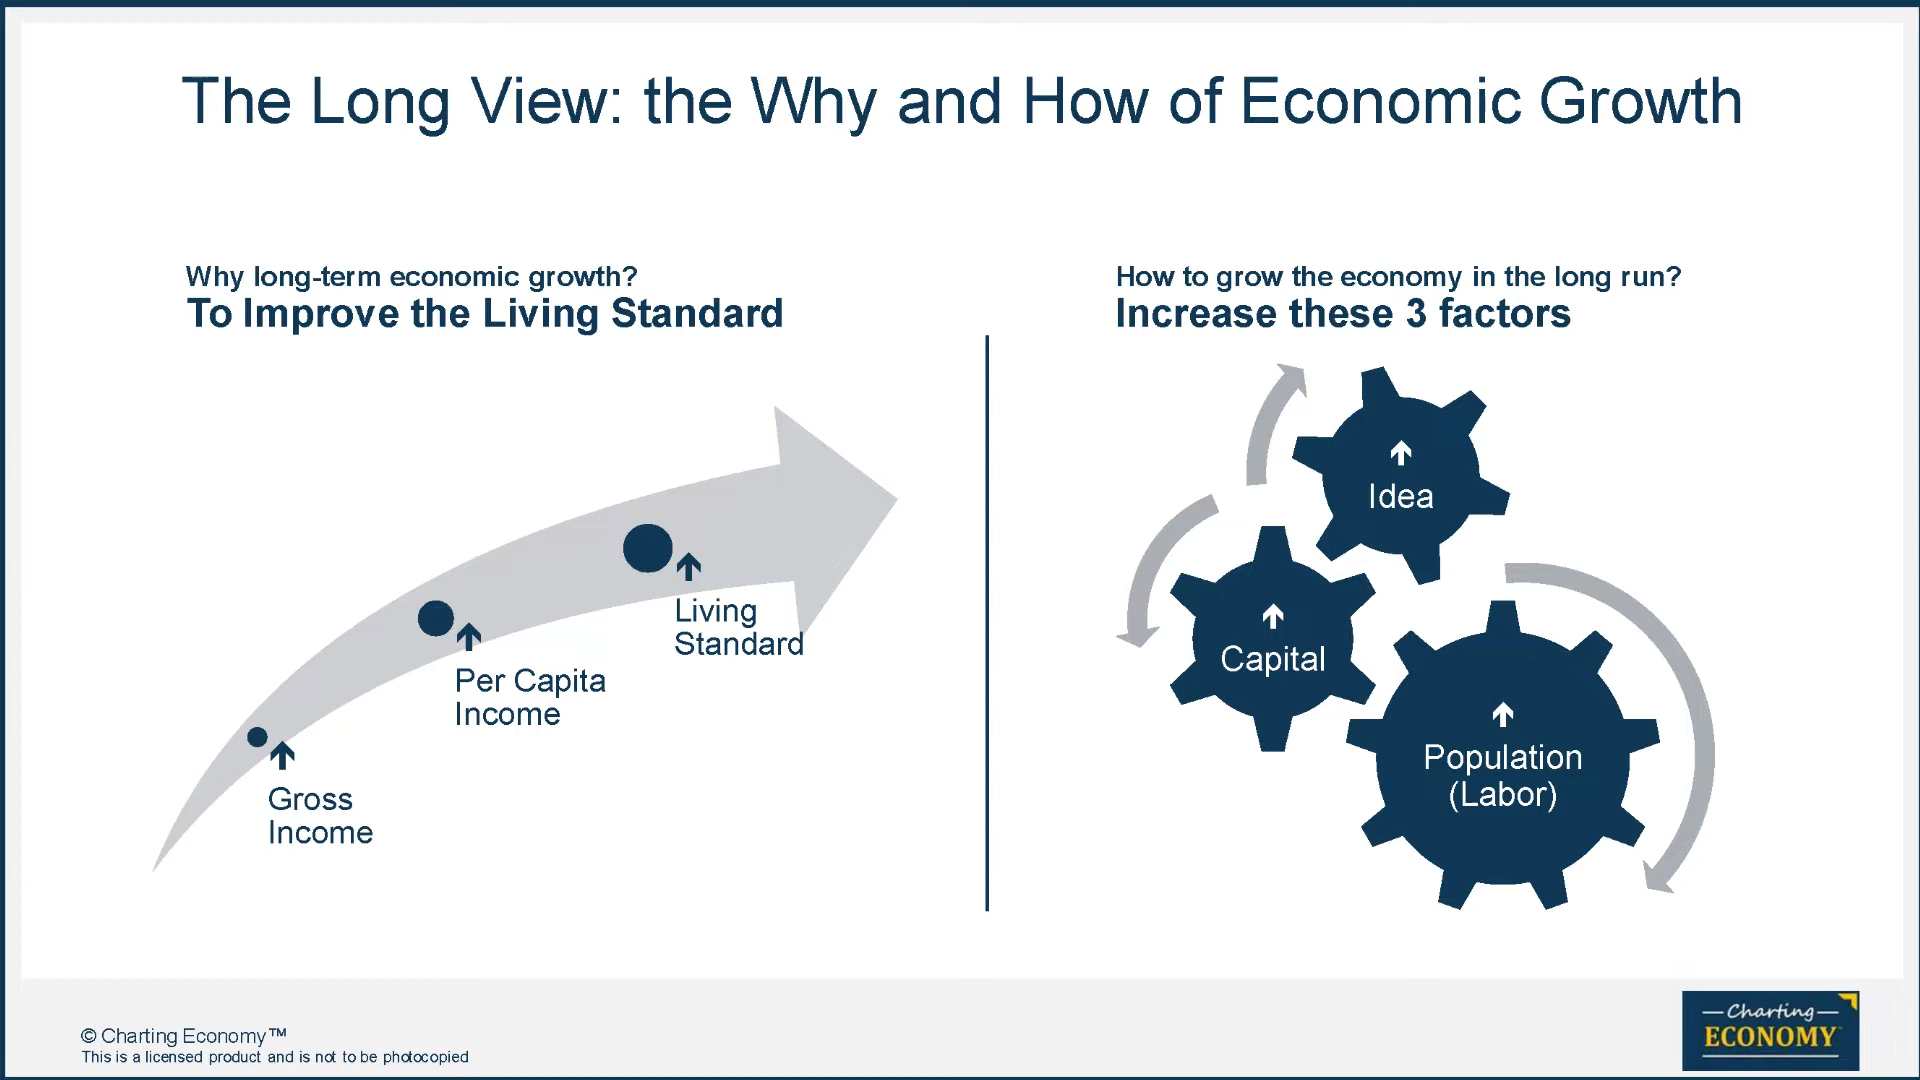 The Long View: the Why and How of Economic Growth
Why long-term economic growth?
To Improve the Living Standard
↑
Living
Standard
↑
Per Capita
Income
↑
Gross
Income
How to grow the economy in the long run?
Increase these 3 factors
↑
Idea
↑
Capital
↑
Population
(Labor)
© Charting Economy™
This is a licensed product and is not to be photocopied
Charting
ECONOMY